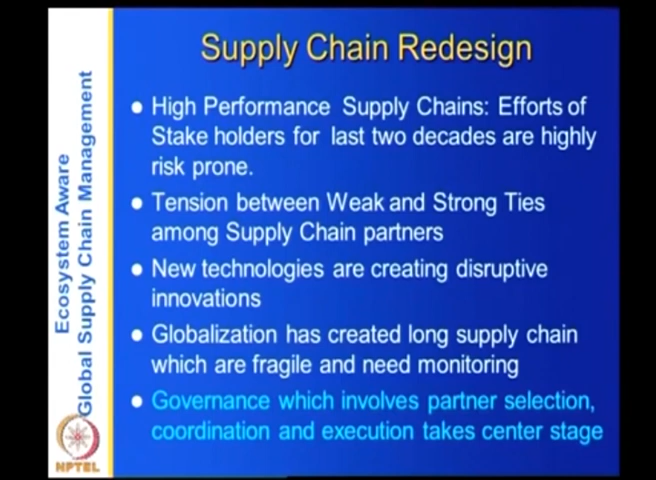 Supply Chain Redesign
High Performance Supply Chains: Efforts of
Stake holders for last two decades are highly
risk prone.
Tension between Weak and Strong Ties
among Supply Chain partners
New technologies are creating disruptive
innovations
Globalization has created long supply chain
which are fragile and need monitoring
Governance which involves partner selection,
coordination and execution takes center stage
Ecosystem Aware
Global Supply Chain Management
NPTEL